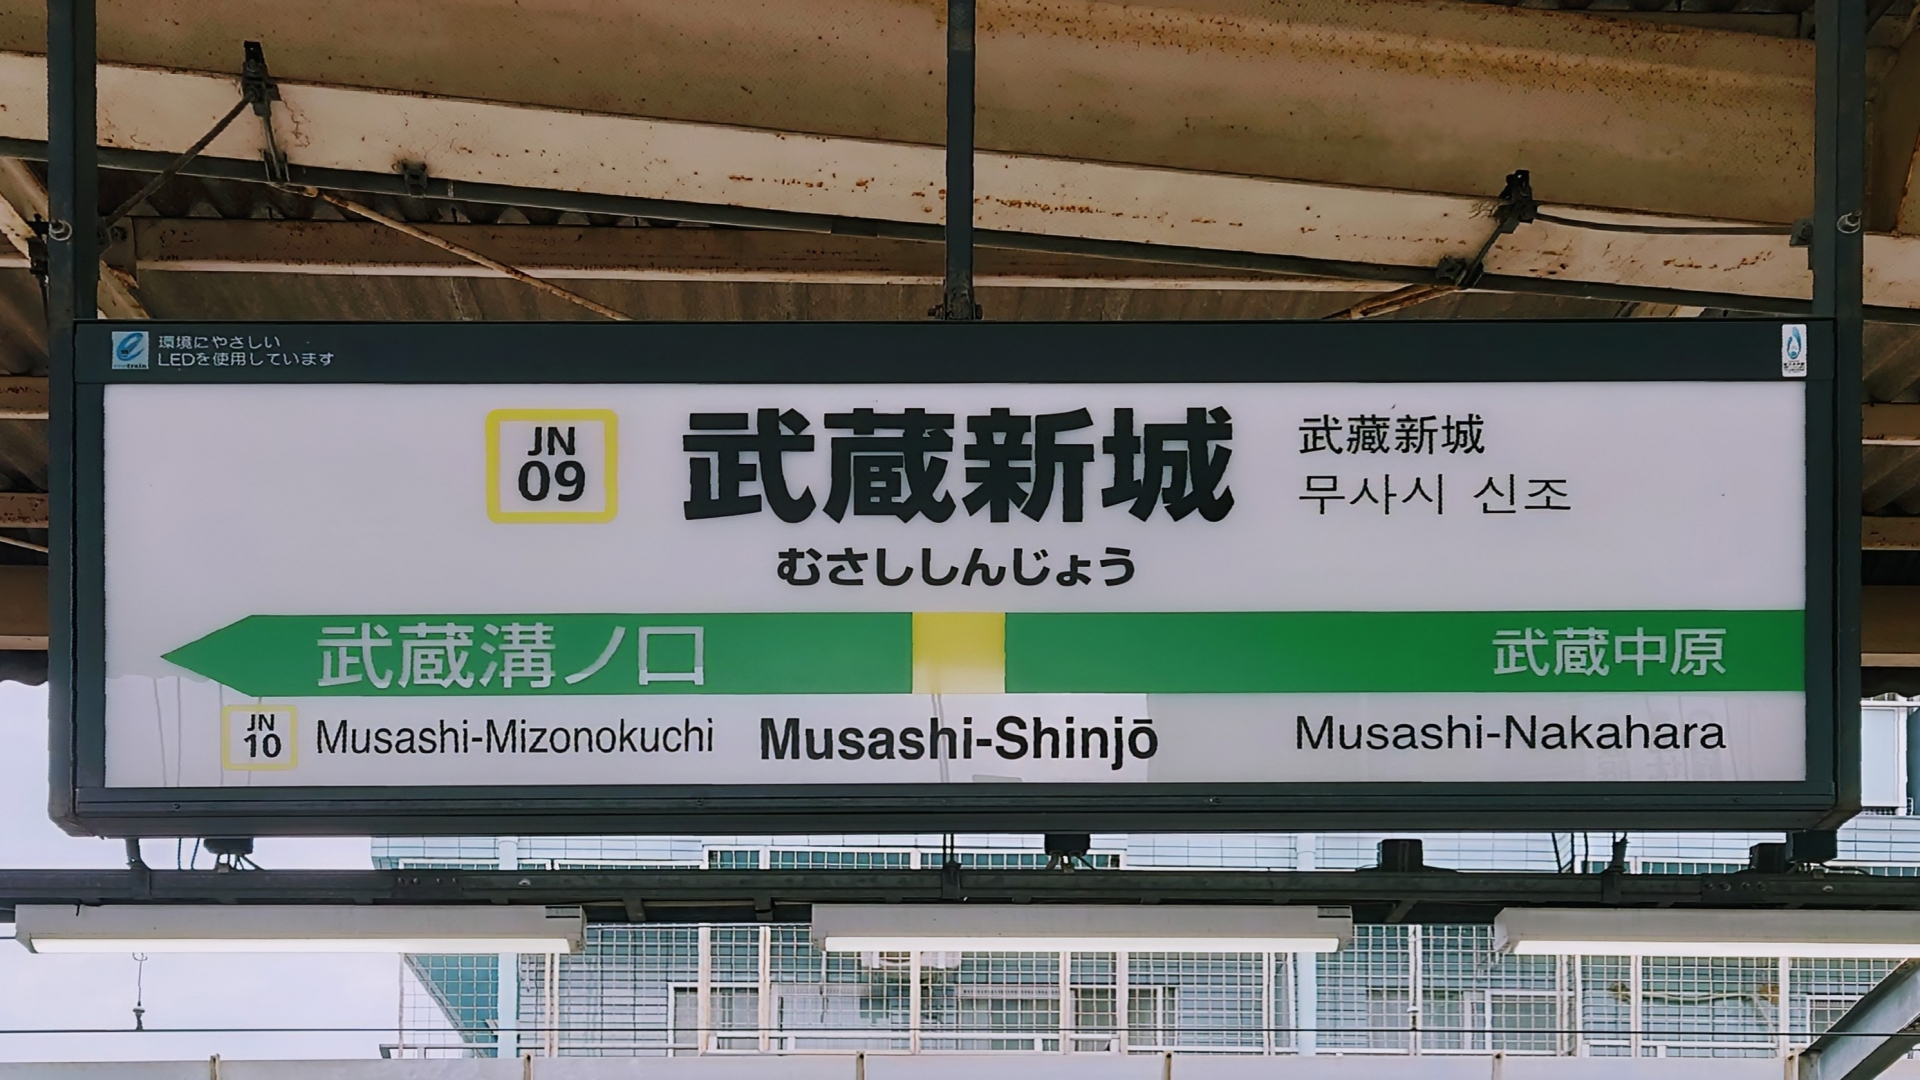 環境にやさしい
LEDを使用しています
JN
09
武蔵新城
武藏新城
무사시 신조
むさししんじょう
武蔵溝ノ口
武蔵中原
JN
10
Musashi-Mizonokuchi
Musashi-Shinjō
Musashi-Nakahara